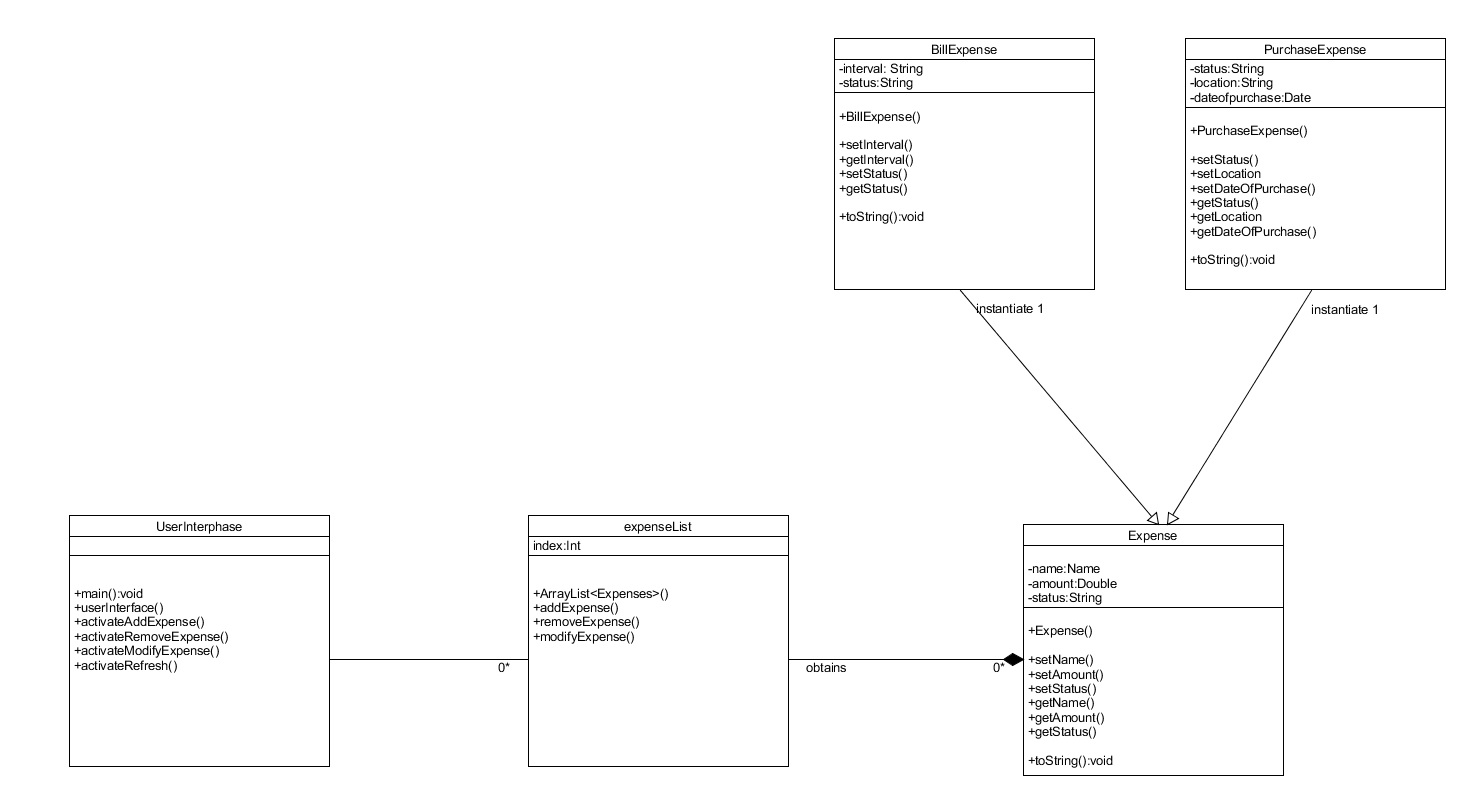 BillExpense
-interval: String
-status:String
+BillExpense()
+setInterval()
+getInterval()
+setStatus()
+getStatus()
+toString():void
PurchaseExpense
-status:String
-location:String
-dateofpurchase:Date
+PurchaseExpense()
+setStatus()
+setLocation
+setDateOfPurchase()
+getStatus()
+getLocation
+getDateOfPurchase()
+toString():void
instantiate 1
instantiate 1
UserInterphase
+main():void
+userInterface()
+activateAddExpense()
+activateRemoveExpense()
+activateModifyExpense()
+activateRefresh()
0*
expenseList
index:Int
+ArrayList<Expenses>()
+addExpense()
+removeExpense()
+modifyExpense()
obtains
0*
Expense
-name:Name
-amount:Double
-status:String
+Expense()
+setName()
+setAmount()
+setStatus()
+getName()
+getAmount()
+getStatus()
+toString():void